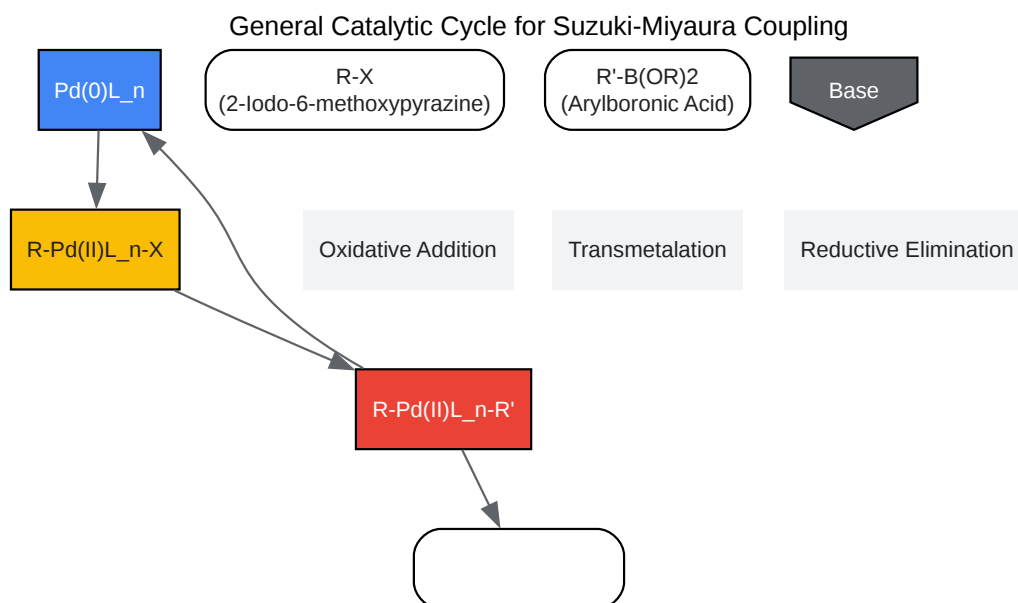 General Catalytic Cycle for Suzuki-Miyaura Coupling
Pd(0)L_n
R-X
(2-Iodo-6-methoxypyrazine)
R'-B(OR)2
(Arylboronic Acid)
Base
R-Pd(II)L_n-X
Oxidative Addition
Transmetalation
Reductive Elimination
R-Pd(II)L_n-R'